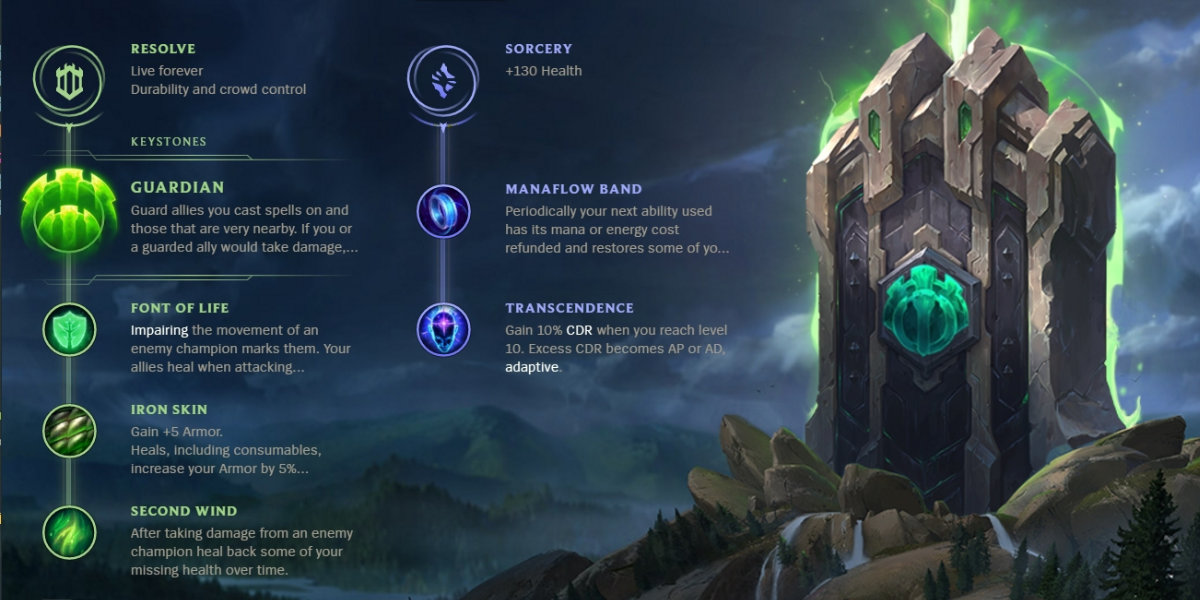 RESOLVE
Live forever
Durability and crowd control
KEYSTONES
GUARDIAN
Guard allies you cast spells on and
those that are very nearby. If you or
a guarded ally would take damage,...
FONT OF LIFE
Impairing the movement of an
enemy champion marks them. Your
allies heal when attacking...
IRON SKIN
Gain +5 Armor.
Heals, including consumables,
increase your Armor by 5%...
SECOND WIND
After taking damage from an enemy
champion heal back some of your
missing health over time.
SORCERY
+130 Health
MANAFLOW BAND
Periodically your next ability used
has its mana or energy cost
refunded and restores some of yo...
TRANSCENDENCE
Gain 10% CDR when you reach level
10. Excess CDR becomes AP or AD,
adaptive.